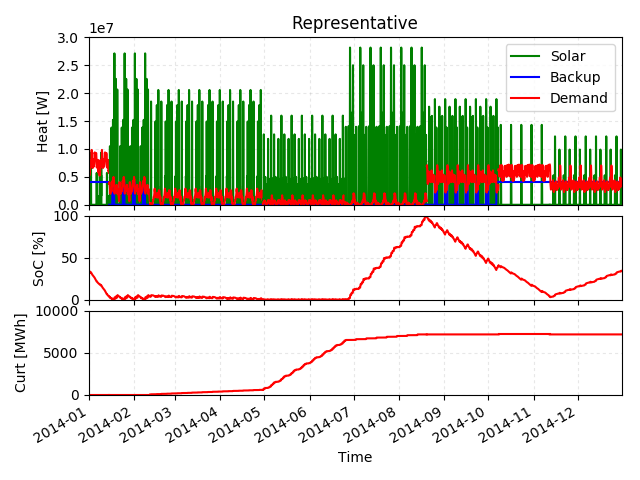 Representative
1e7
3.0
2.5
2.0
1.5
1.0
0.5
0.0
Heat [W]
Solar
Backup
Demand
100
50
0
SoC [%]
10000
5000
0
Curt [MWh]
2014-01
2014-02
2014-03
2014-04
2014-05
2014-06
2014-07
2014-08
2014-09
2014-10
2014-11
2014-12
Time